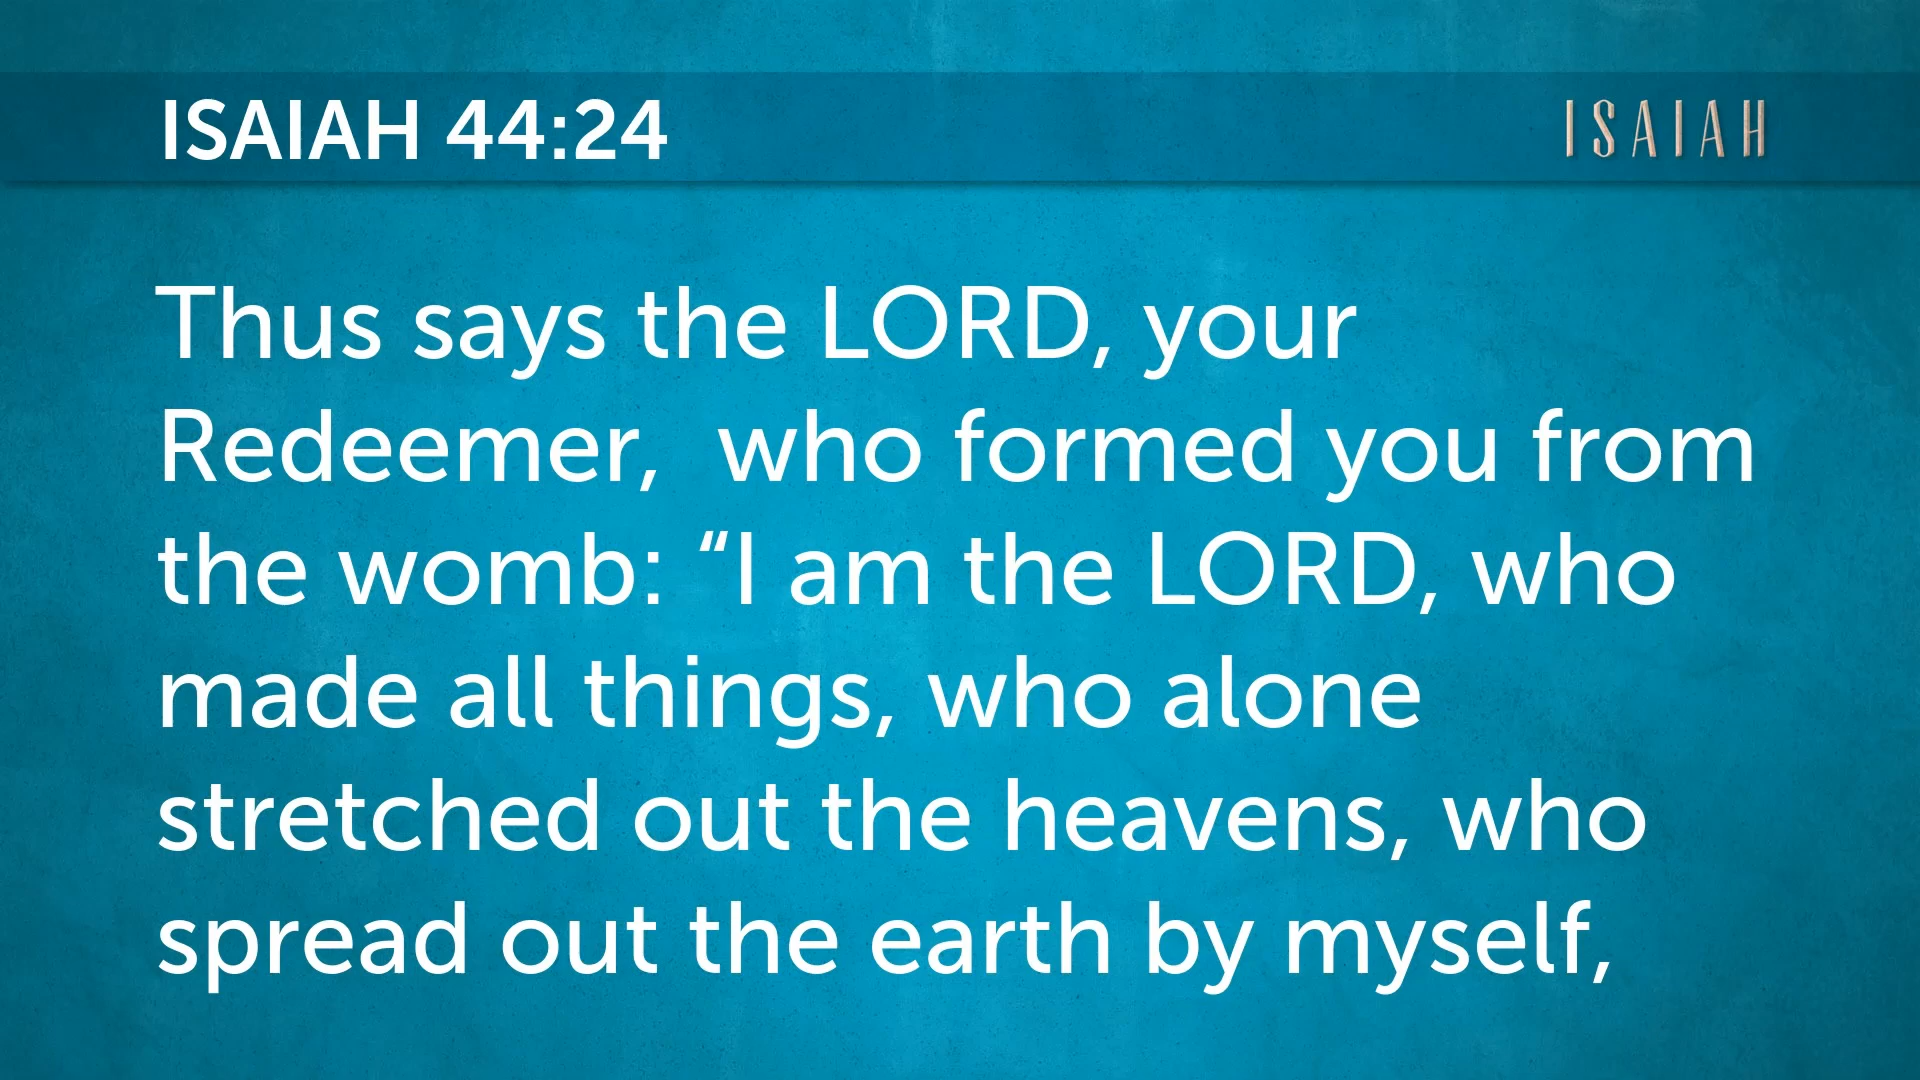 ISAIAH 44:24
ISAIAH
Thus says the LORD, your
Redeemer,  who formed you from
the womb: “I am the LORD, who
made all things, who alone
stretched out the heavens, who
spread out the earth by myself,